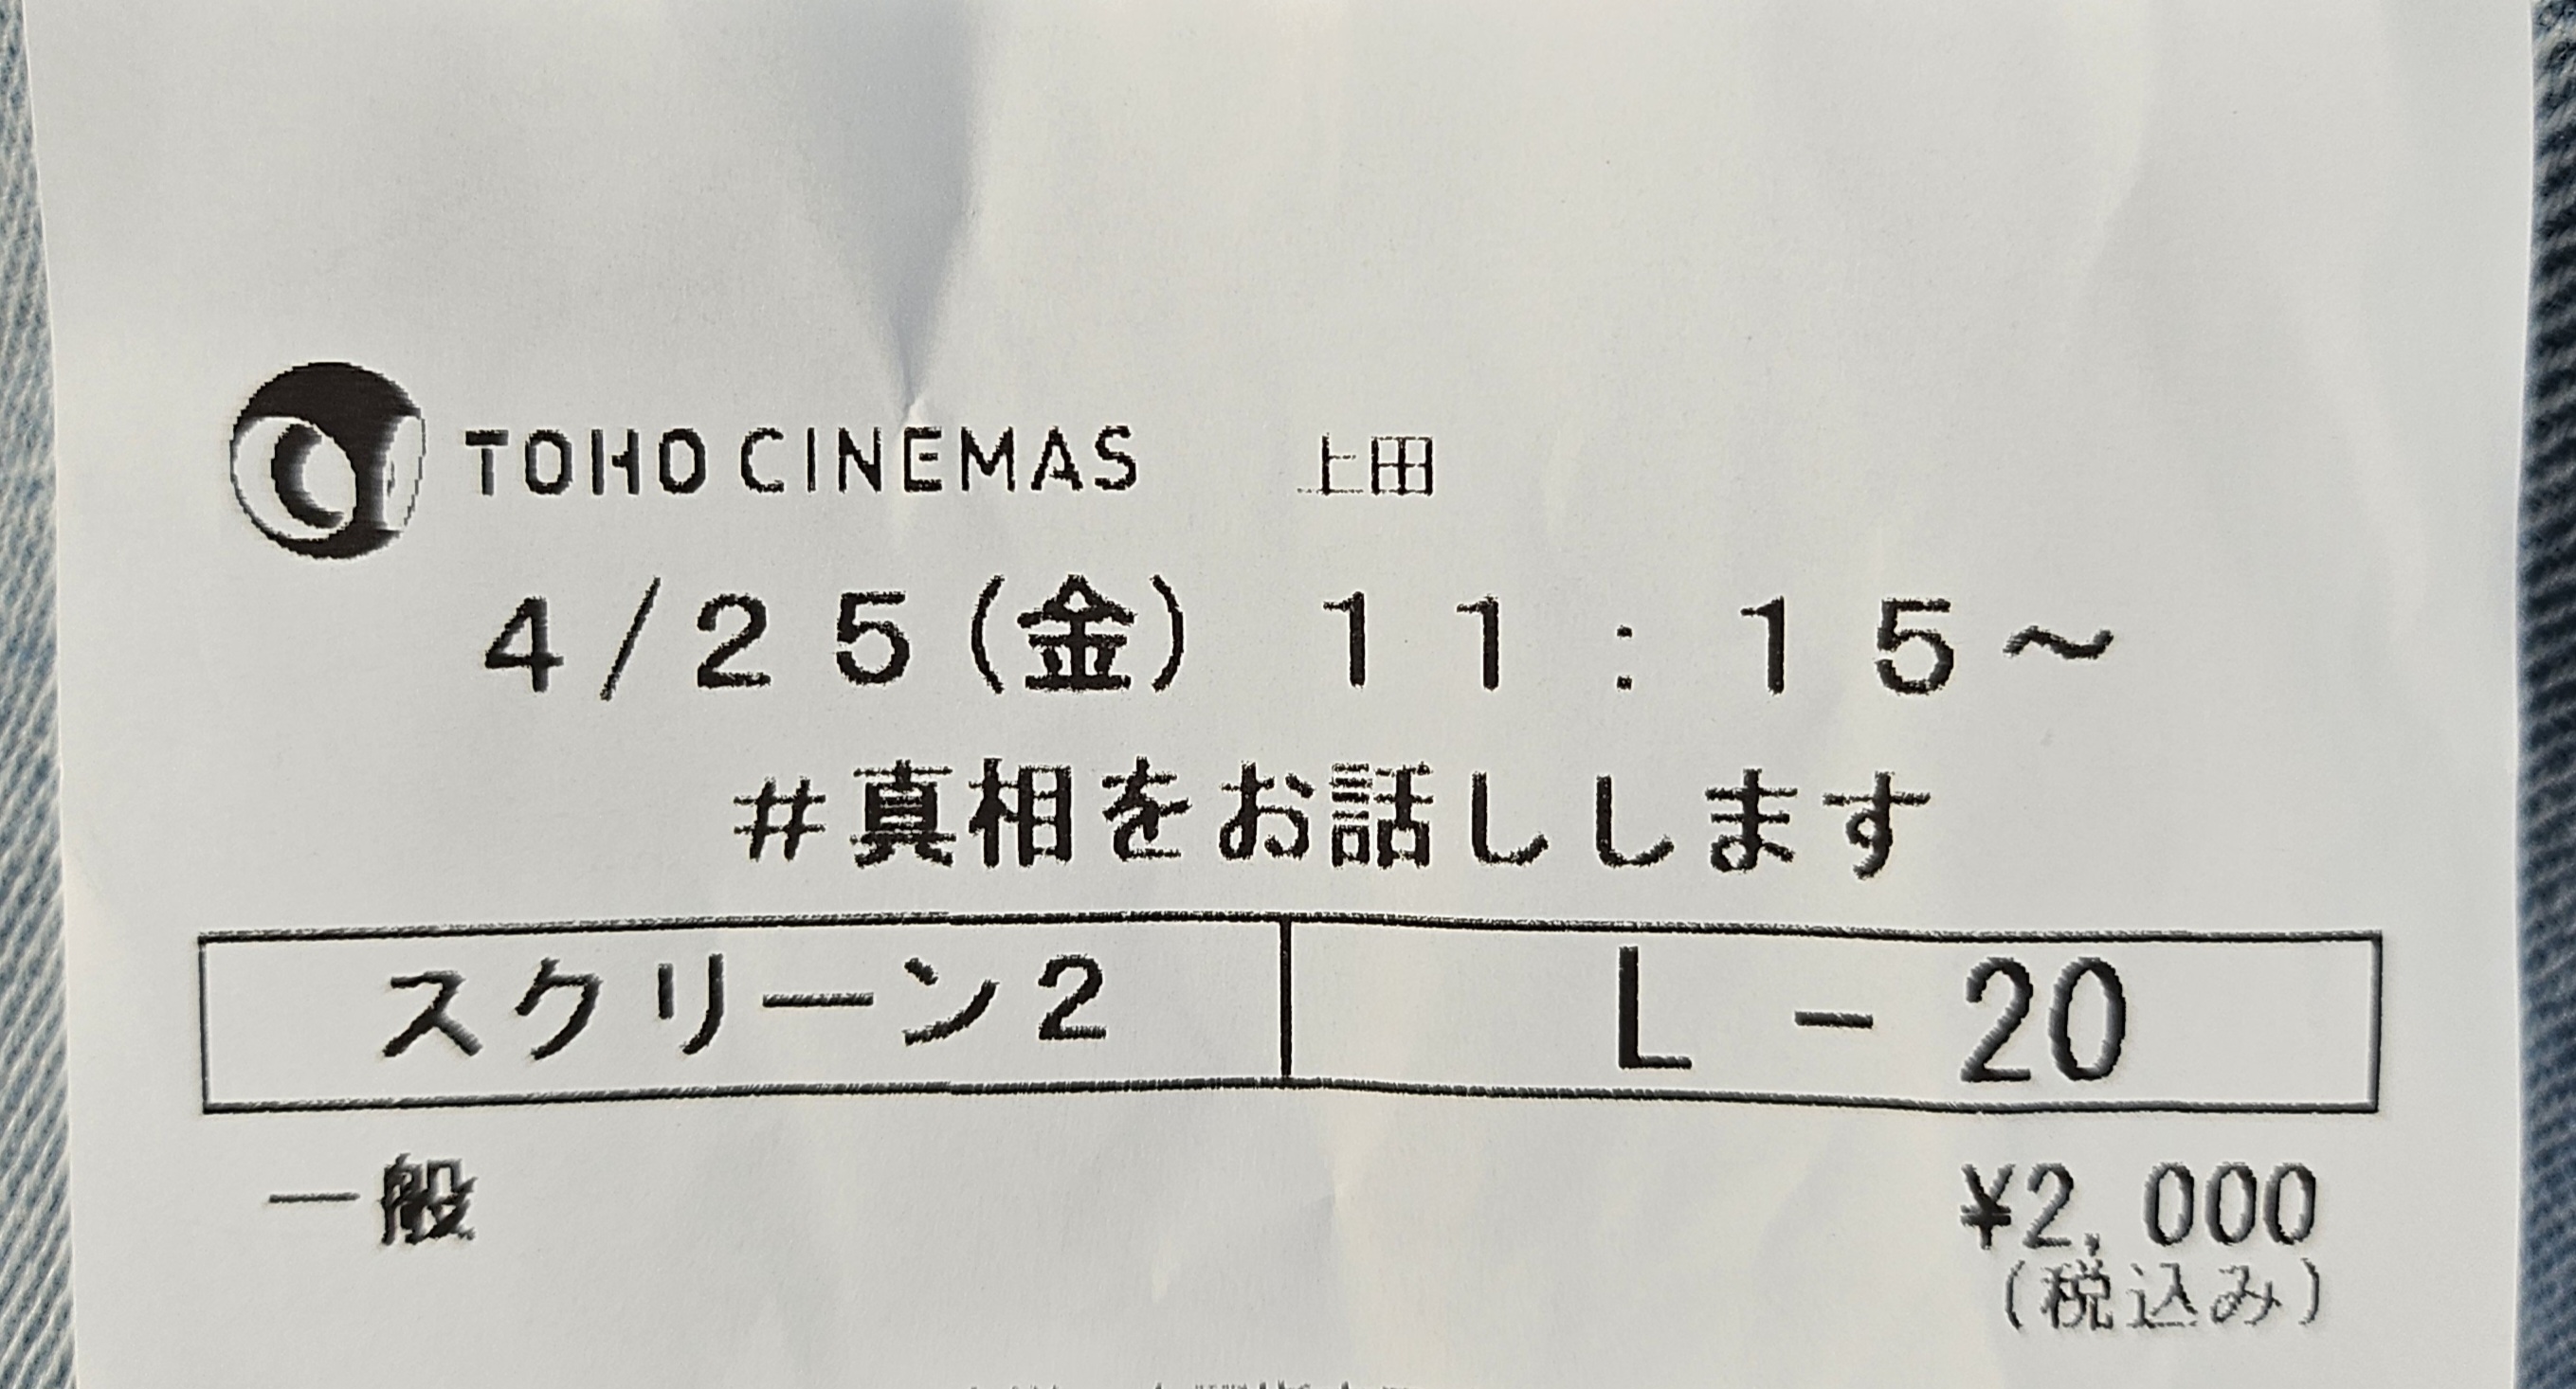 TOHO CINEMAS 上田
4/25(金) 11:15～
#真相をお話しします
スクリーン2 L - 20
一般 ¥2,000
(税込み)